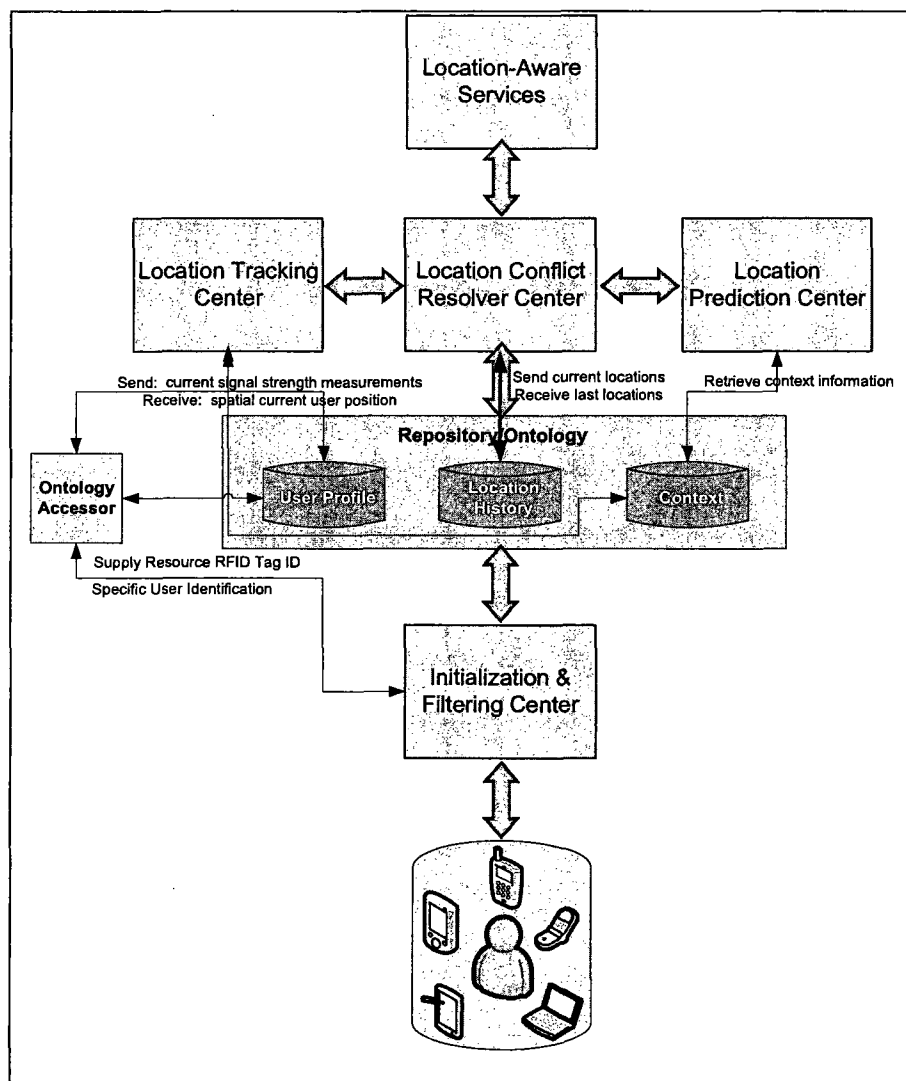 Location-Aware
Services
Location Tracking
Center
Location Conflict
Resolver Center
Location
Prediction Center
Send: current signal strength measurements
Receive: spatial current user position
Send current locations
Receive last locations
Retrieve context information
Repository Ontology
Ontology
Accessor
User Profile
Location
History
Context
Supply Resource RFID Tag ID
Specific User Identification
Initialization &
Filtering Center